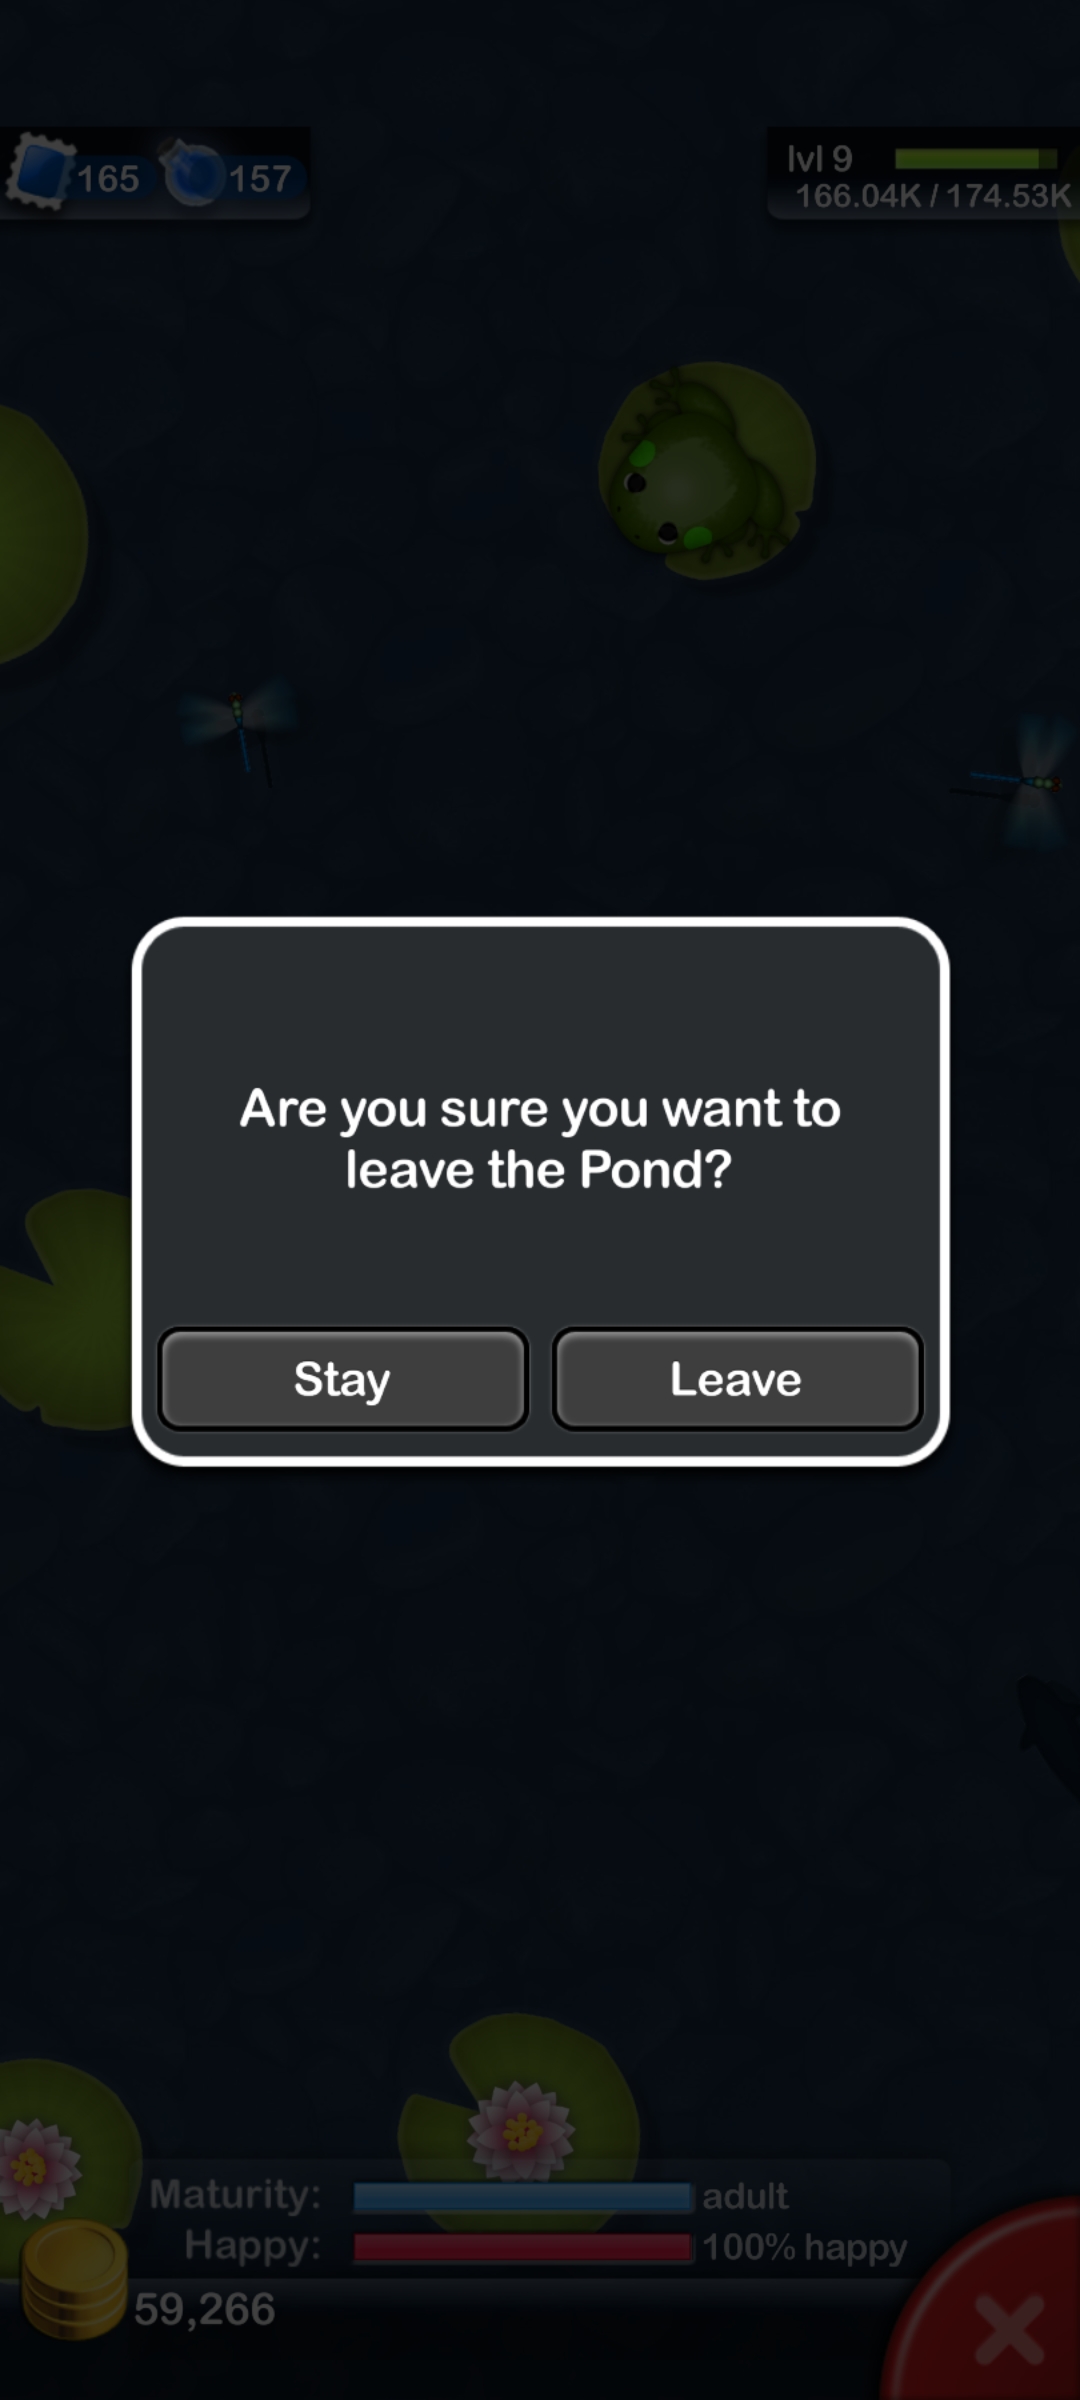 165 157
lvl 9
166.04K / 174.53K
Are you sure you want to
leave the Pond?
Stay Leave
Maturity: adult
Happy: 100% happy
59,266